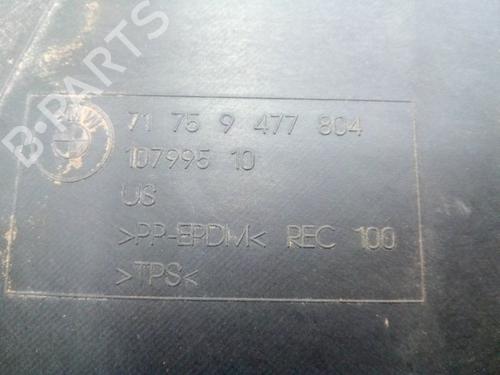 B-PARTS
71 75 9 477 804
107995 10
US
>PP-EPDM< REC 100
>TPS<